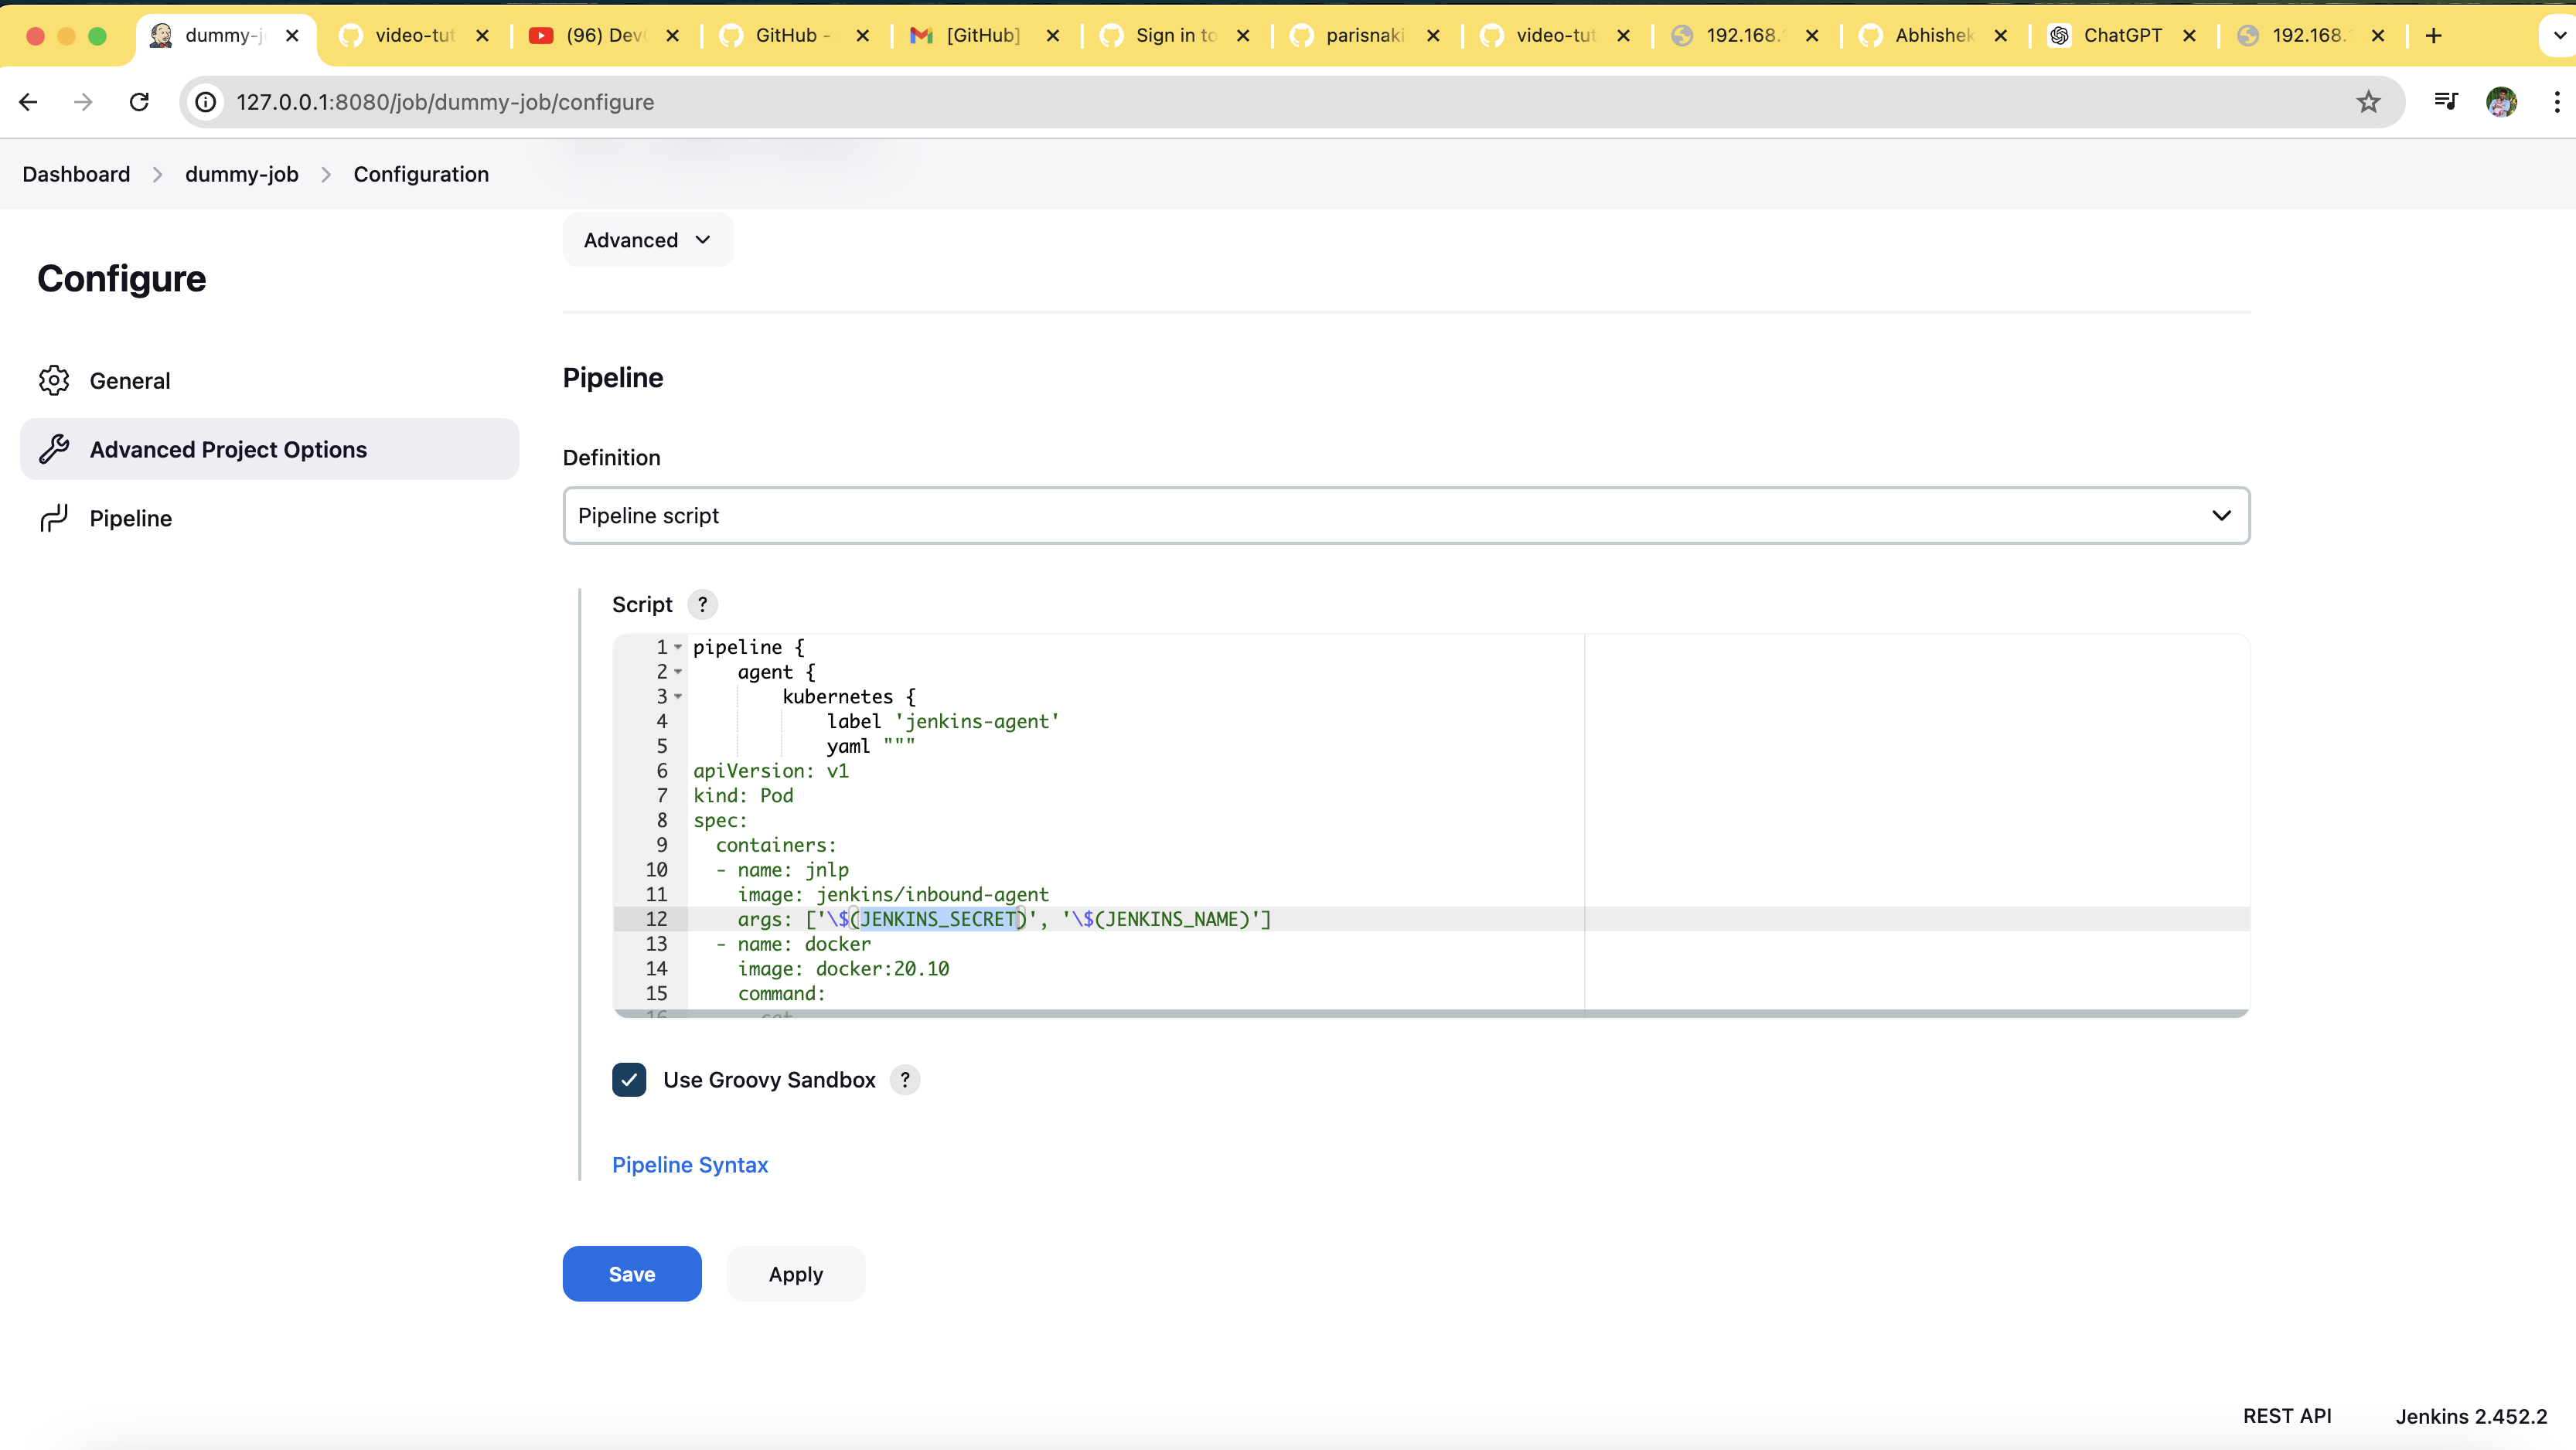 dummy-j
video-tut
(96) Dev
GitHub -
[GitHub]
Sign in to
parisnaki
video-tut
192.168.
Abhishek
ChatGPT
192.168.
127.0.0.1:8080/job/dummy-job/configure
Dashboard > dummy-job > Configuration
Configure
General
Advanced Project Options
Pipeline
Advanced
Pipeline
Definition
Pipeline script
Script ?
1 pipeline {
2     agent {
3         kubernetes {
4             label 'jenkins-agent'
5             yaml """
6 apiVersion: v1
7 kind: Pod
8 spec:
9   containers:
10   - name: jnlp
11     image: jenkins/inbound-agent
12     args: ['\$(JENKINS_SECRET)', '\$(JENKINS_NAME)']
13   - name: docker
14     image: docker:20.10
15     command:
Use Groovy Sandbox ?
Pipeline Syntax
Save
Apply
REST API
Jenkins 2.452.2